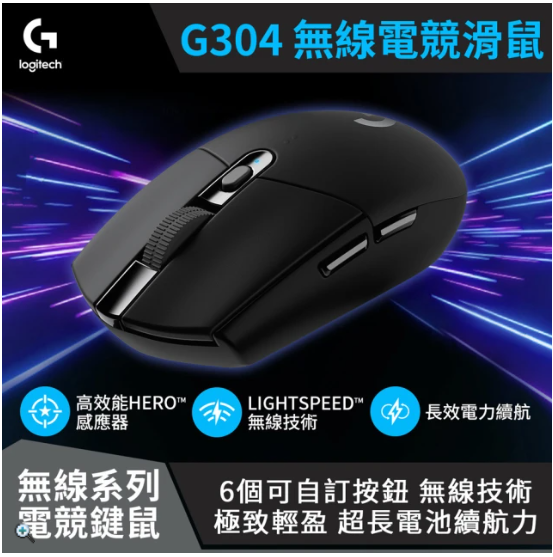 logitech
G304 無線電競滑鼠
高效能HERO™
感應器
LIGHTSPEED™
無線技術
長效電力續航
無線系列
電競鍵鼠
6個可自訂按鈕 無線技術
極致輕盈 超長電池續航力